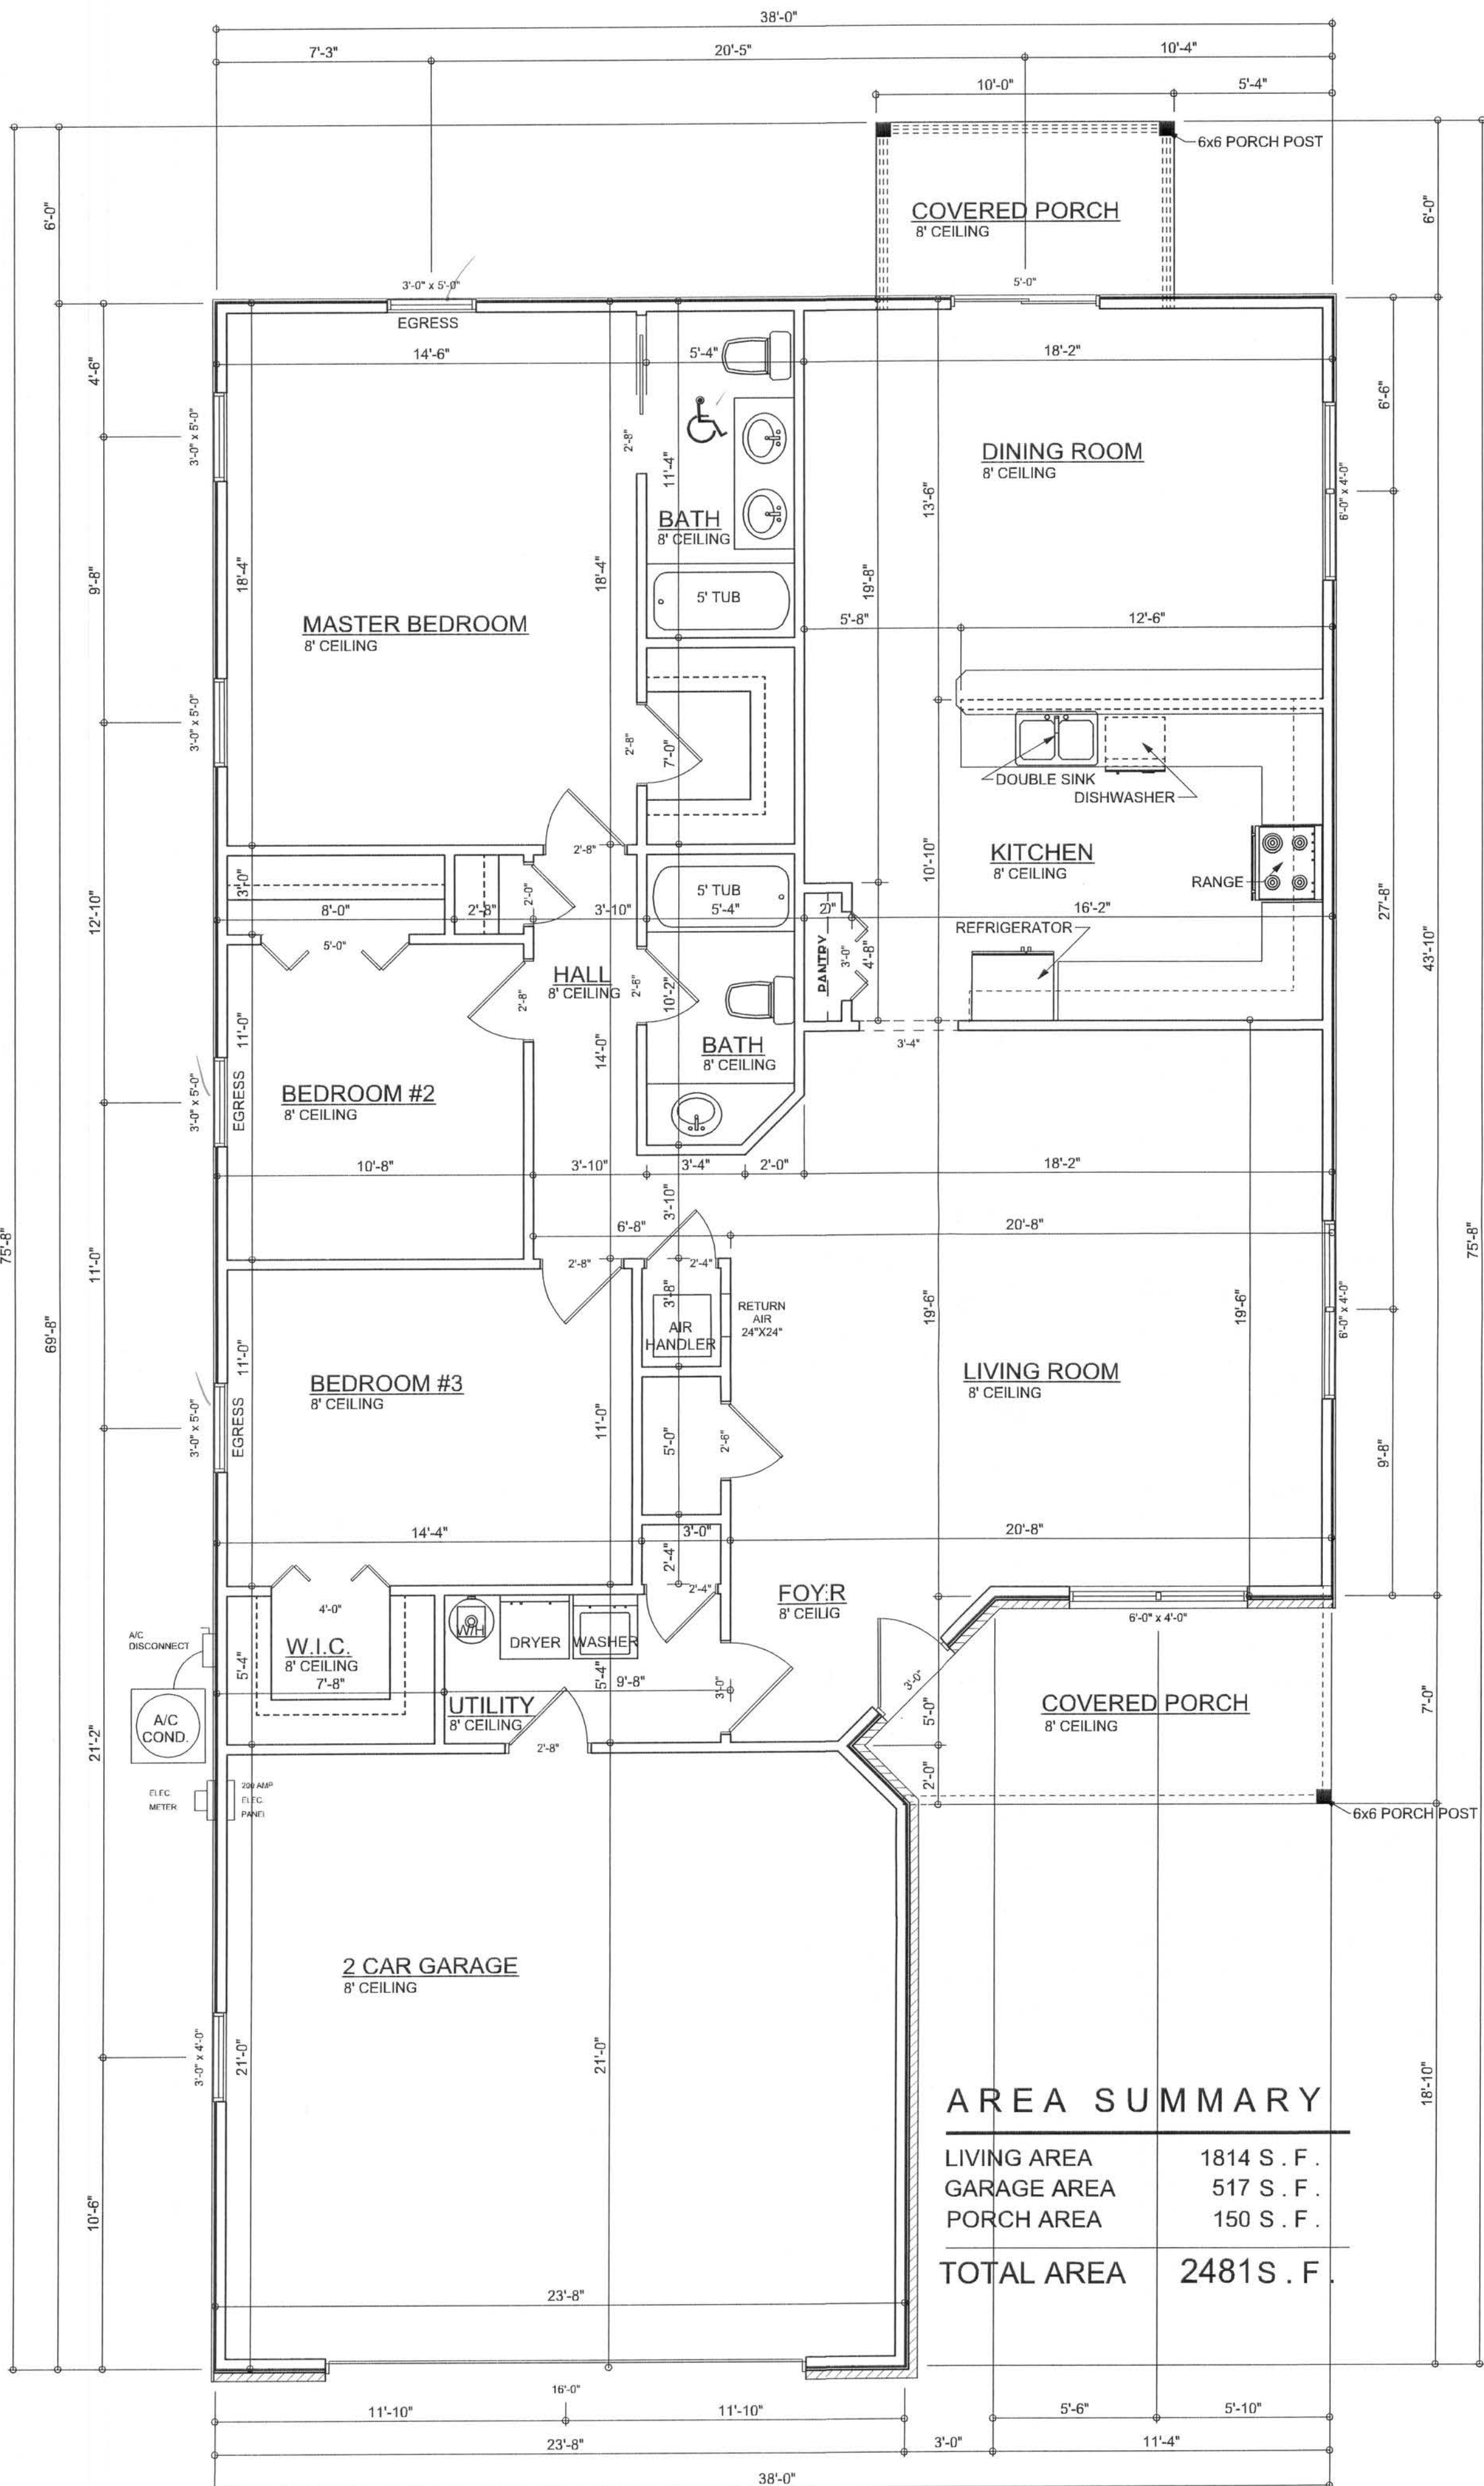 38'-0"
7'-3" 20'-5" 10'-4"
10'-0" 5'-4"
6x6 PORCH POST
6'-0" 6'-0"
COVERED PORCH
8' CEILING
3'-0" x 5'-0" 5'-0"
EGRESS
14'-6" 5'-4" 18'-2"
4'-6" 6'-6"
3'-0" x 5'-0" 2'-8" 11'-4"
DINING ROOM
8' CEILING
13'-6" 6'-0" x 4'-0"
BATH
8' CEILING
9'-8" 18'-4" 18'-4" 19'-8"
5' TUB
MASTER BEDROOM
8' CEILING
5'-8" 12'-6"
3'-0" x 5'-0" 2'-8" 7'-0"
DOUBLE SINK
DISHWASHER
2'-8"
KITCHEN
8' CEILING
10'-10"
RANGE
3'-0" 2'-0"
5' TUB
8'-0" 2'-8" 3'-10" 5'-4" 2'0" 16'-2"
12'-10" 27'-8" 43'-10"
REFRIGERATOR
5'-0"
PANTRY 3'-0" 4'-8"
HALL
8' CEILING
2'-8" 2'-6" 10'-2"
11'-0" 14'-0"
BATH
8' CEILING
3'-4"
3'-0" x 5'-0" EGRESS
BEDROOM #2
8' CEILING
10'-8" 3'-10" 3'-4" 2'-0" 18'-2"
3'-10"
6'-8" 20'-8"
75'-8" 75'-8"
11'-0"
2'-8" 2'-4"
3'-8"
RETURN
AIR
24"X24"
AIR
HANDLER
69'-8"
19'-6" 19'-6" 6'-0" x 4'-0"
11'-0"
BEDROOM #3
8' CEILING
LIVING ROOM
8' CEILING
3'-0" x 5'-0" EGRESS
11'-0" 5'-0" 2'-6" 9'-8"
14'-4" 3'-0" 20'-8"
2'-4"
2'-4"
FOY:R
8' CEILIG
4'-0" 6'-0" x 4'-0"
A/C
DISCONNECT
W/H
DRYER
WASHER
W.I.C.
8' CEILING
7'-8"
5'-4" 5'-4" 9'-8" 3'-0" 3'-0"
UTILITY
8' CEILING
2'-8"
COVERED PORCH
8' CEILING
5'-0" 7'-0"
A/C
COND.
21'-2"
2'-0"
ELEC.
METER
200 AMP
ELEC.
PANEL
6x6 PORCH POST
2 CAR GARAGE
8' CEILING
3'-0" x 4'-0" 21'-0" 21'-0"
18'-10"
AREA SUMMARY
LIVING AREA 1814 S.F.
GARAGE AREA 517 S.F.
PORCH AREA 150 S.F.
TOTAL AREA 2481 S.F.
10'-6"
23'-8"
16'-0"
11'-10" 11'-10" 5'-6" 5'-10"
23'-8" 3'-0" 11'-4"
38'-0"